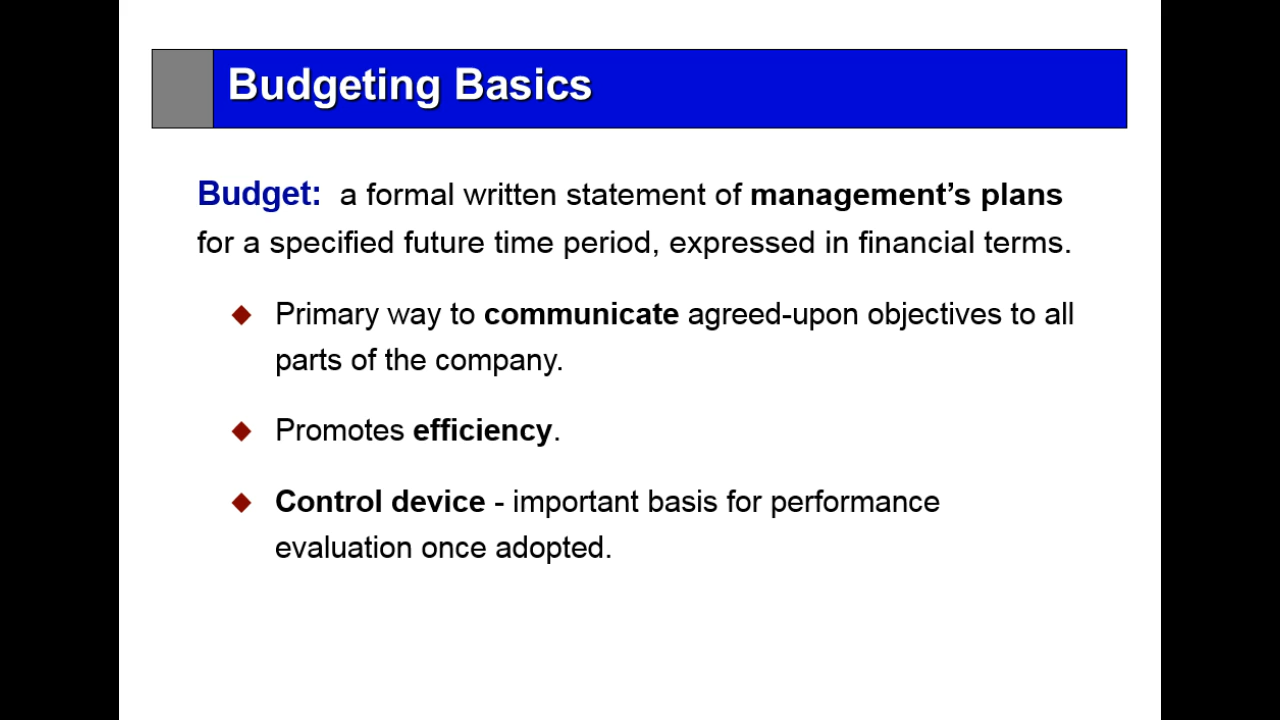 Budgeting Basics
Budget: a formal written statement of management’s plans
for a specified future time period, expressed in financial terms.
Primary way to communicate agreed-upon objectives to all
parts of the company.
Promotes efficiency.
Control device - important basis for performance
evaluation once adopted.